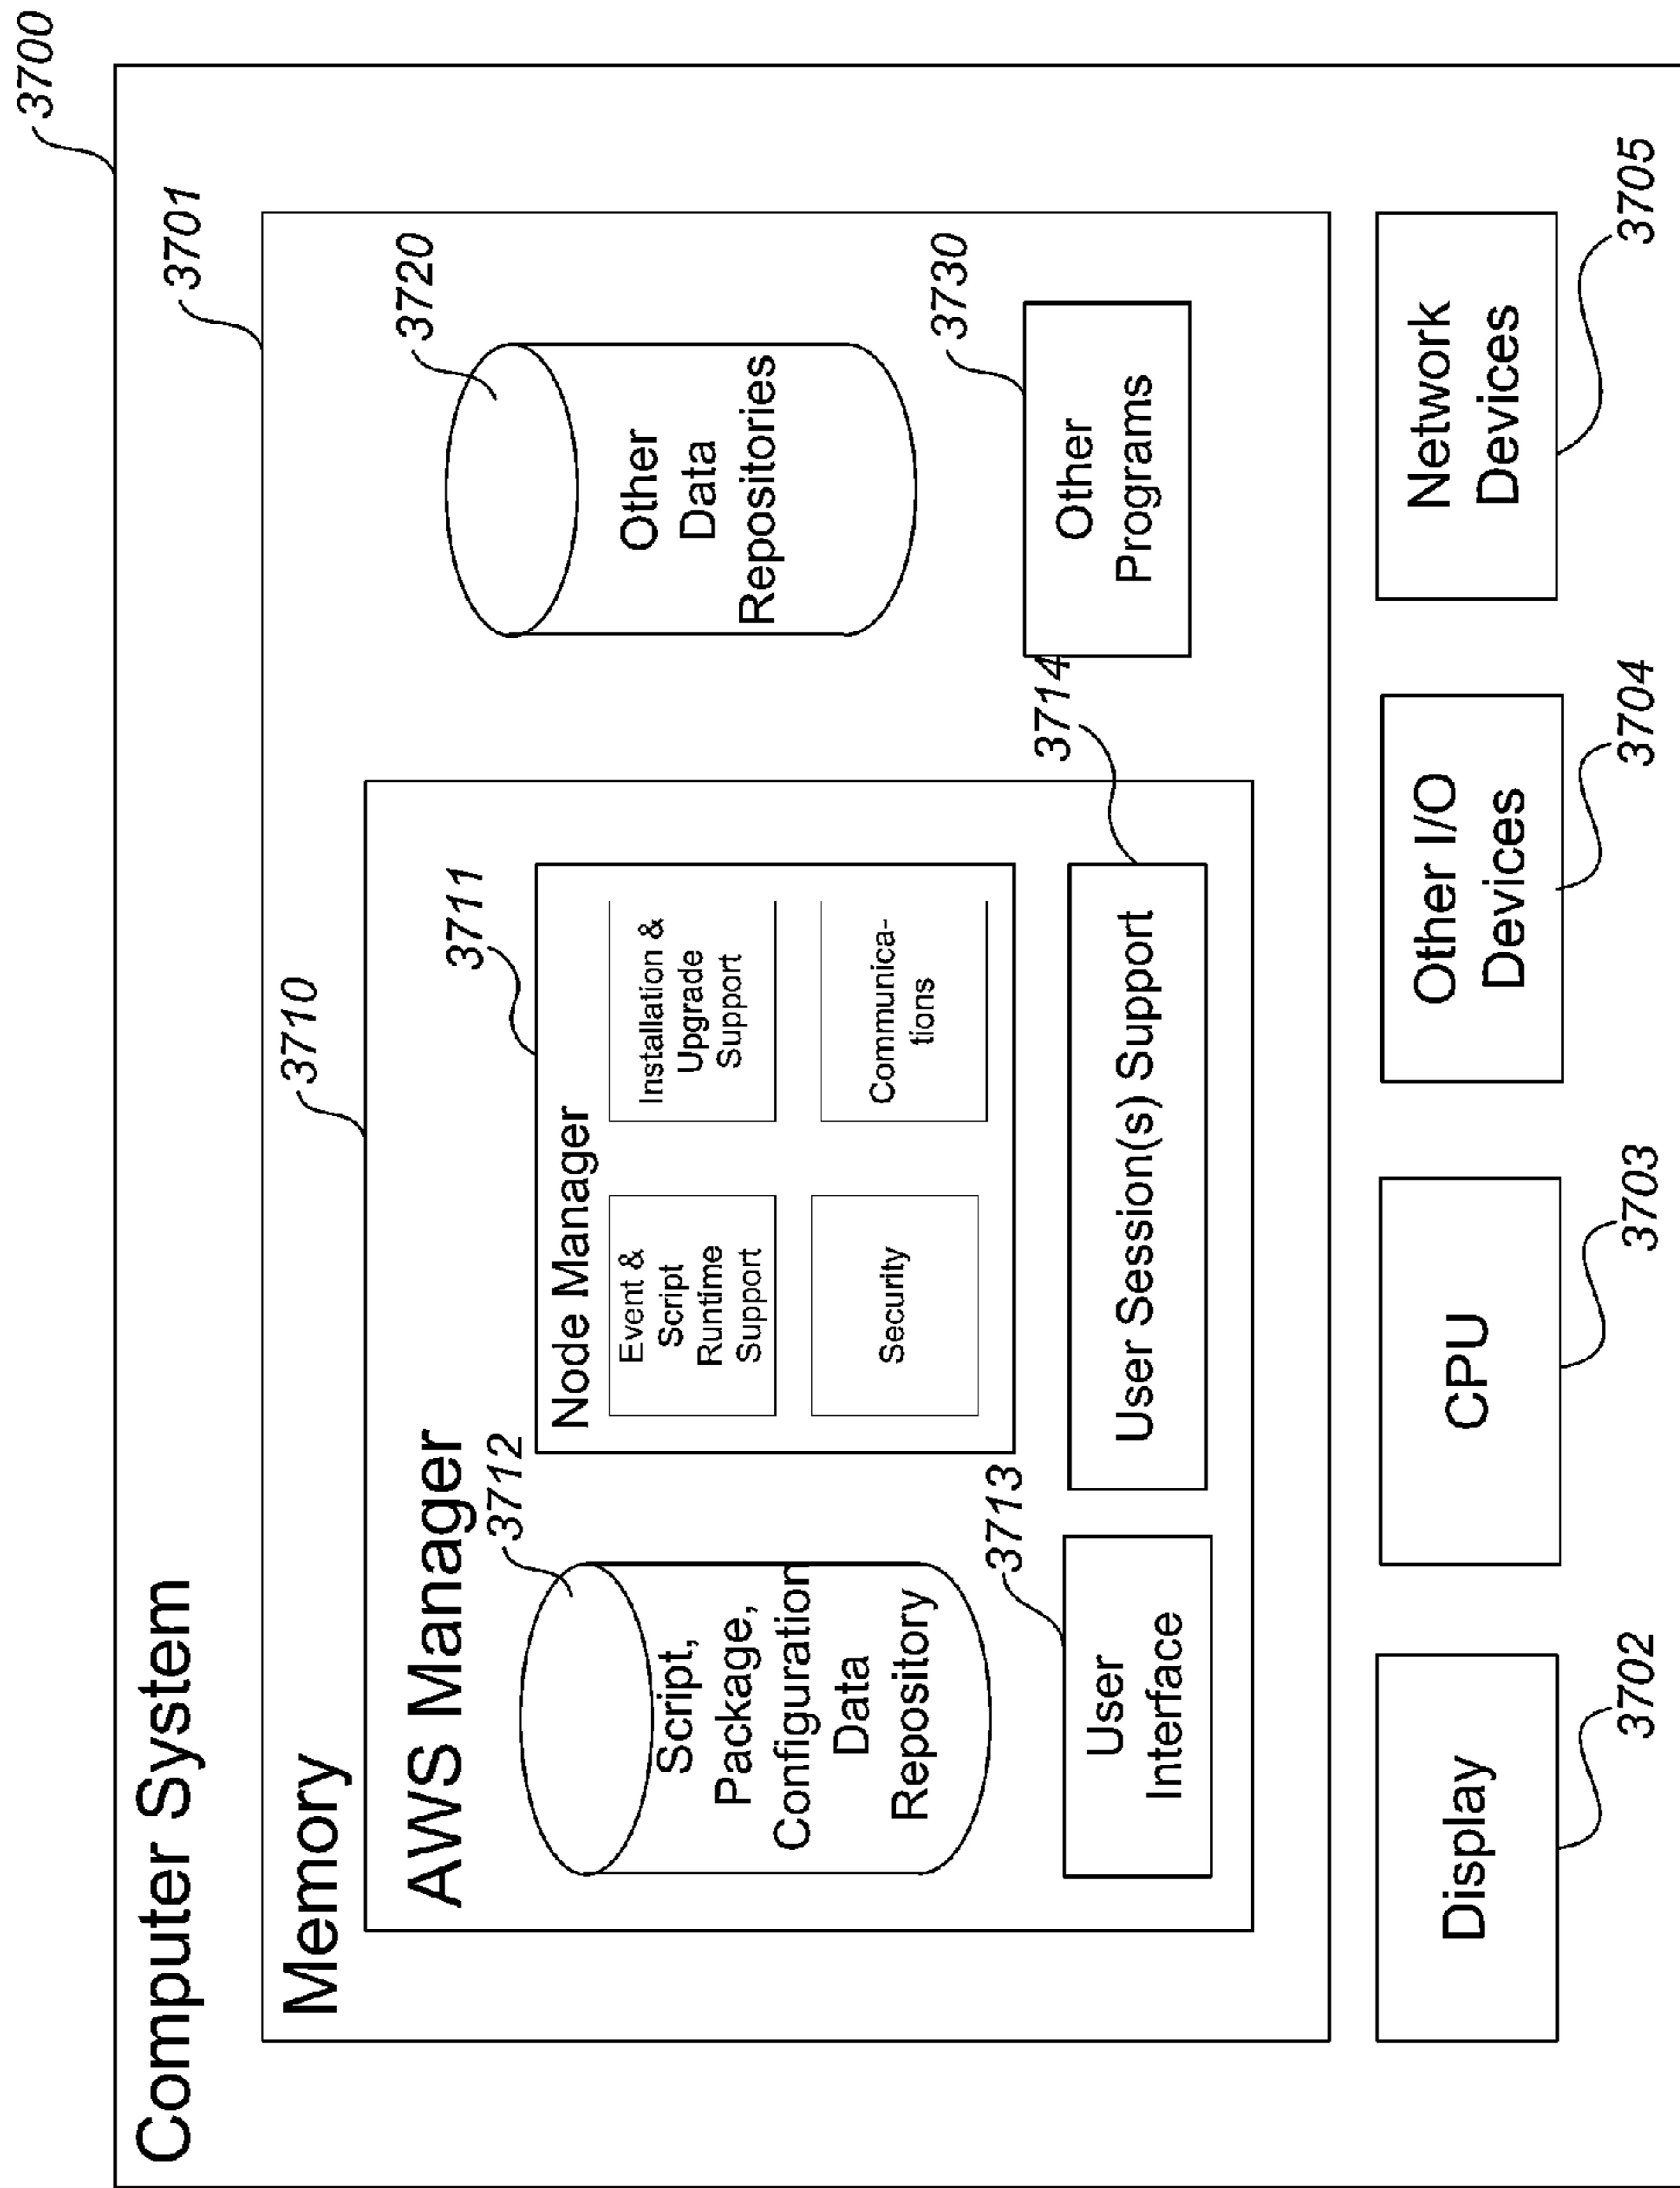 3700
Computer System
3701
Memory
3710
AWS Manager
3712
Script,
Package,
Configuration
Data
Repository
3711
Node Manager
Event &
Script
Runtime
Support
Installation &
Upgrade
Support
Security
Communica-
tions
3713
User
Interface
3714
User Session(s) Support
3720
Other
Data
Repositories
3730
Other
Programs
Display
3702
CPU
3703
Other I/O
Devices
3704
Network
Devices
3705